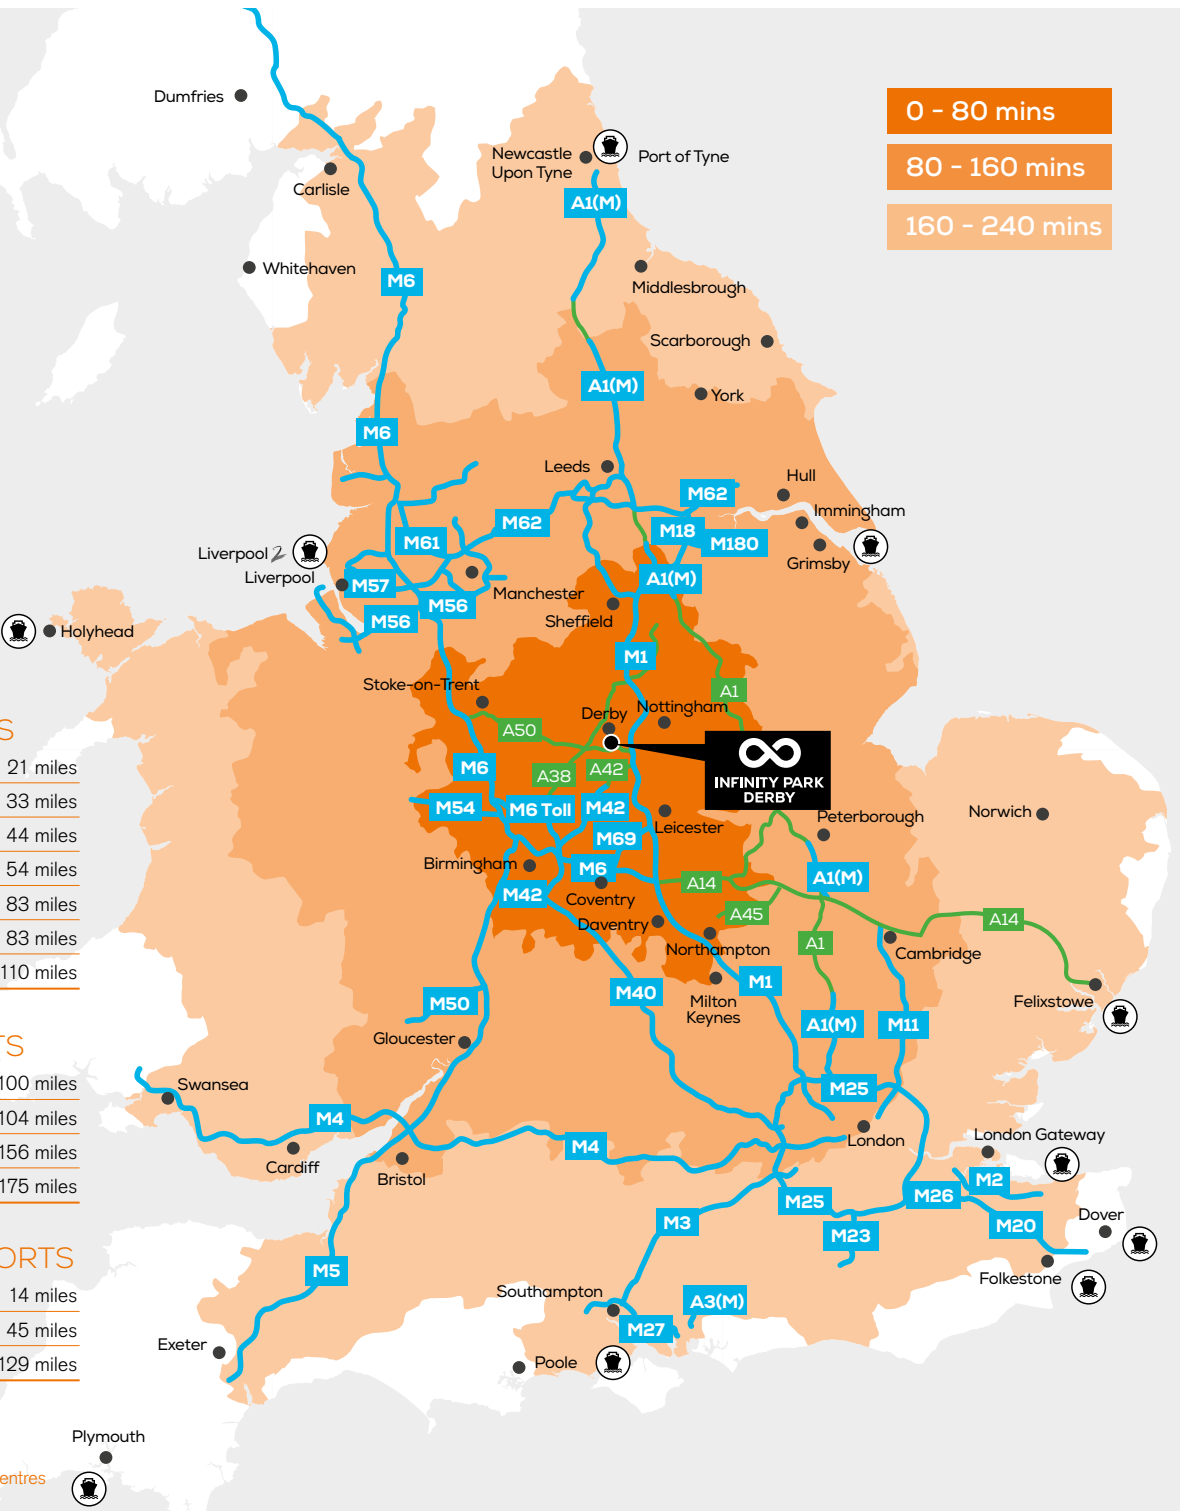 Dumfries
Carlisle
Whitehaven
M6
M6
Newcastle
Upon Tyne
Port of Tyne
A1(M)
Middlesbrough
Scarborough
York
A1(M)
0 - 80 mins
80 - 160 mins
160 - 240 mins
Leeds
Hull
M62
M62
Immingham
M18
M180
Grimsby
M61
Liverpool 2
Liverpool
M57
Manchester
M56
M56
A1(M)
Sheffield
Holyhead
M1
Stoke-on-Trent
A1
Nottingham
Derby
A50
INFINITY PARK
DERBY
M6
A38
A42
M54
M6 Toll
M42
Leicester
Peterborough
Norwich
M69
Birmingham
M6
A14
A1(M)
M42
Coventry
A45
A14
Daventry
Northampton
A1
Cambridge
M1
Milton
Keynes
M40
M50
Felixstowe
A1(M)
M11
Gloucester
Swansea
M25
M4
M4
London
London Gateway
Cardiff
Bristol
M2
M25
M26
M20
Dover
M3
M23
Folkestone
M5
Southampton
A3(M)
M27
Exeter
Poole
Plymouth
S
21 miles
33 miles
44 miles
54 miles
83 miles
83 miles
110 miles
TS
100 miles
104 miles
156 miles
175 miles
ORTS
14 miles
45 miles
129 miles
entres